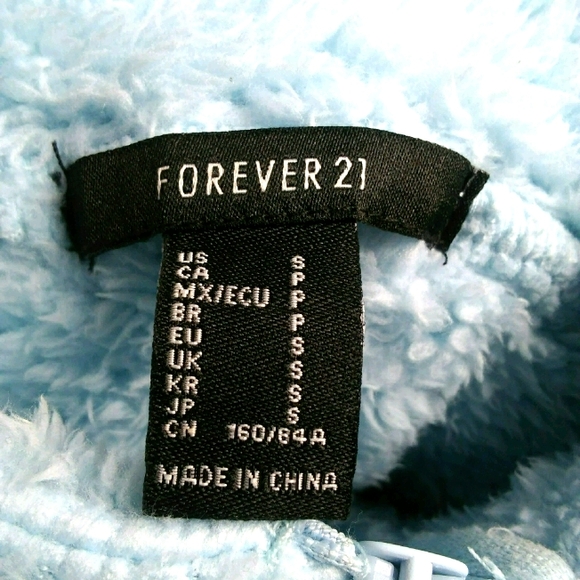 FOREVER 21
US S
CA P
MX/ECU P
BR P
EU S
UK S
KR S
JP S
CN 160/84A
MADE IN CHINA